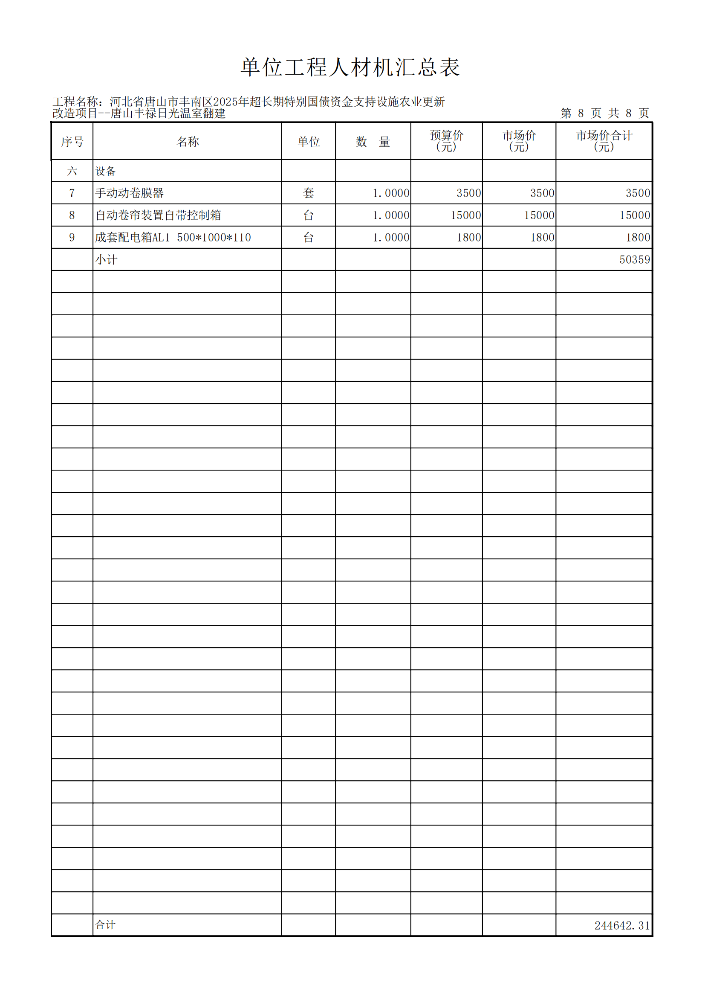 单位工程人材机汇总表
工程名称：河北省唐山市丰南区2025年超长期特别国债资金支持设施农业更新
改造项目--唐山丰禄日光温室翻建 第 8 页 共 8 页
序号 名称 单位 数 量 预算价（元） 市场价（元） 市场价合计（元）
六 设备
7 手动动卷膜器 套 1.0000 3500 3500 3500
8 自动卷帘装置自带控制箱 台 1.0000 15000 15000 15000
9 成套配电箱AL1 500*1000*110 台 1.0000 1800 1800 1800
小计 50359
合计 244642.31